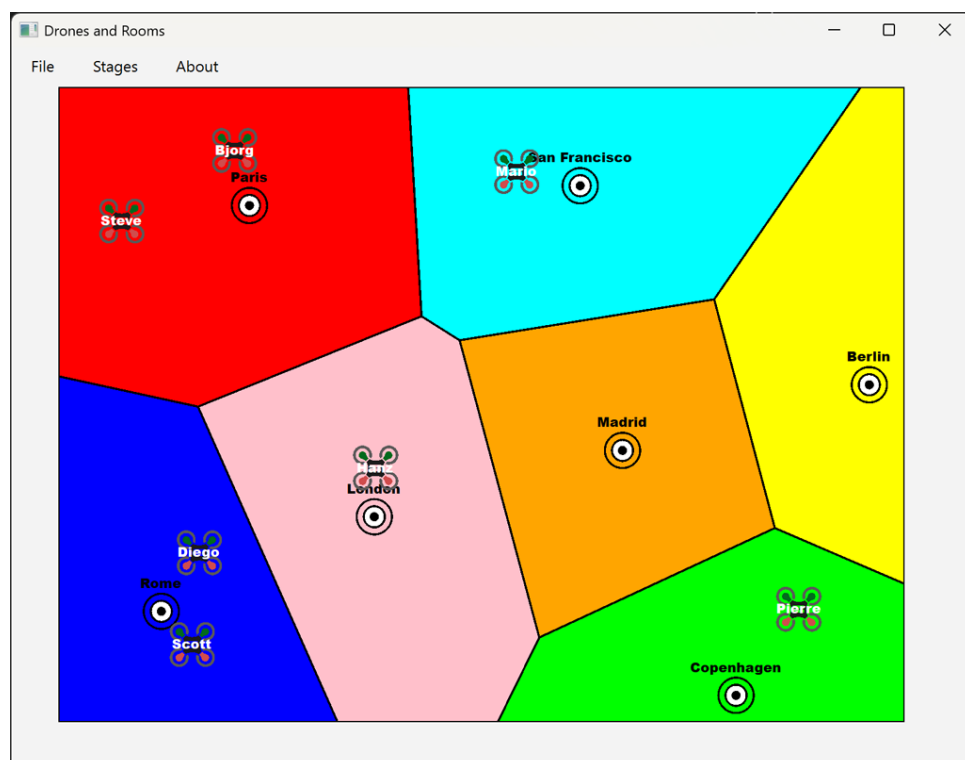 Drones and Rooms
File Stages About
Bjorg
Paris
Steve
San Francisco
Mario
Berlin
Madrid
Hanz
London
Diego
Rome
Scott
Pierre
Copenhagen